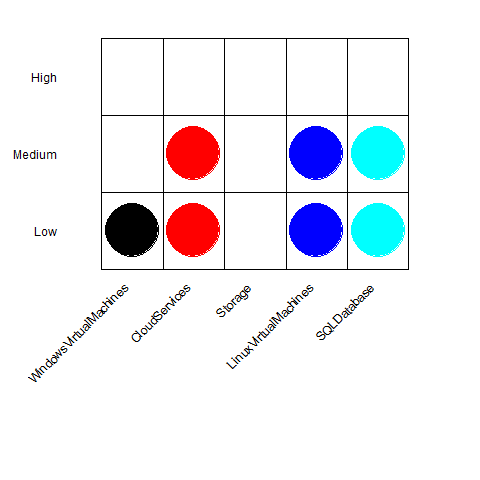 High
Medium
Low
WindowsVirtualMachines
CloudServices
Storage
LinuxVirtualMachines
SQLDatabase